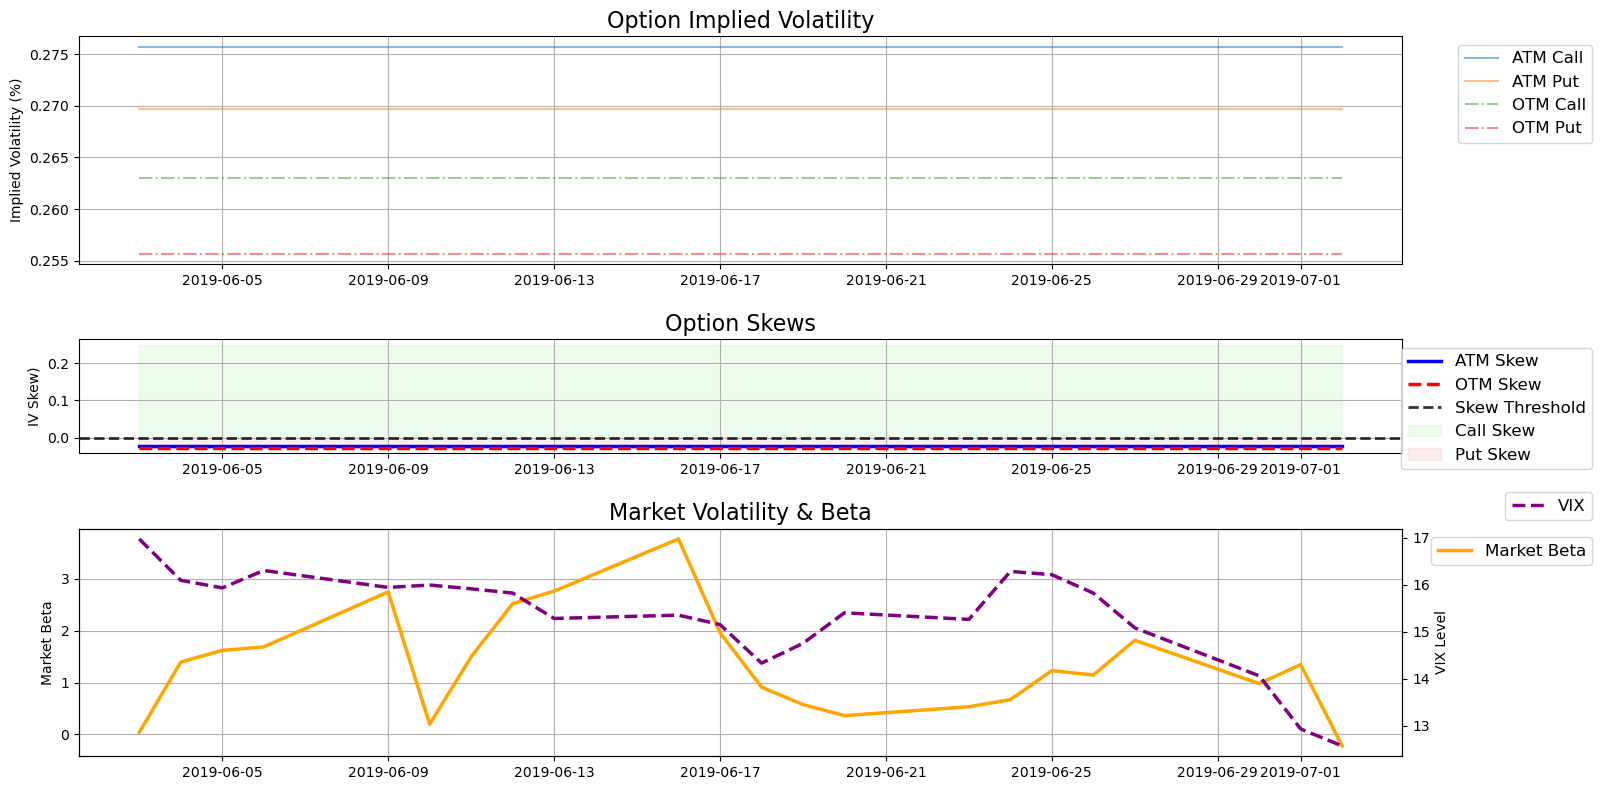 Option Implied Volatility
Implied Volatility (%)
0.275
0.270
0.265
0.260
0.255
2019-06-05 2019-06-09 2019-06-13 2019-06-17 2019-06-21 2019-06-25 2019-06-29 2019-07-01
ATM Call
ATM Put
OTM Call
OTM Put
Option Skews
IV Skew)
0.2
0.1
0.0
2019-06-05 2019-06-09 2019-06-13 2019-06-17 2019-06-21 2019-06-25 2019-06-29 2019-07-01
ATM Skew
OTM Skew
Skew Threshold
Call Skew
Put Skew
Market Volatility & Beta
VIX
Market Beta
Market Beta
3
2
1
0
17
16
15
14
13
VIX Level
2019-06-05 2019-06-09 2019-06-13 2019-06-17 2019-06-21 2019-06-25 2019-06-29 2019-07-01